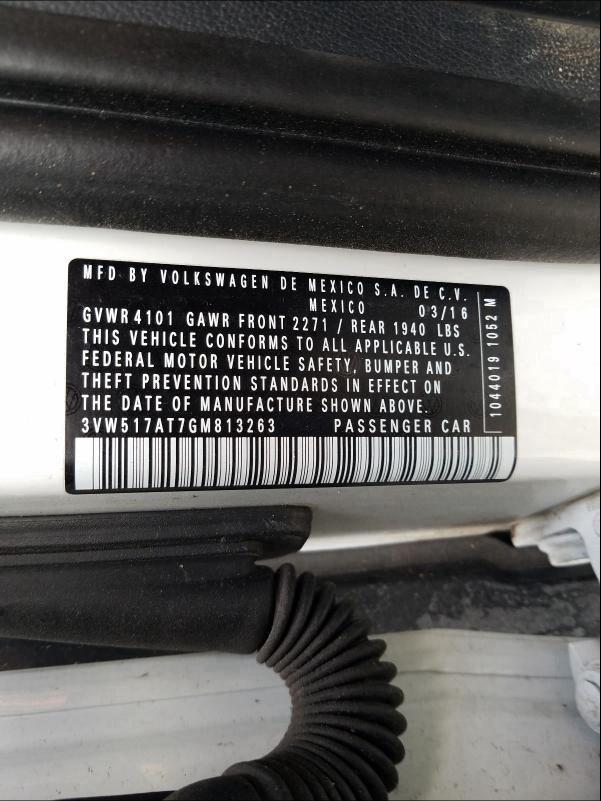 MFD BY VOLKSWAGEN DE MEXICO S.A. DE C.V.
MEXICO 03/16
GVWR 4101 GAWR FRONT 2271 / REAR 1940 LBS
THIS VEHICLE CONFORMS TO ALL APPLICABLE U.S.
FEDERAL MOTOR VEHICLE SAFETY, BUMPER AND
THEFT PREVENTION STANDARDS IN EFFECT ON
THE DATE OF MANUFACTURE SHOWN ABOVE.
3VW517AT7GM813263 PASSENGER CAR
1044019 1052 M